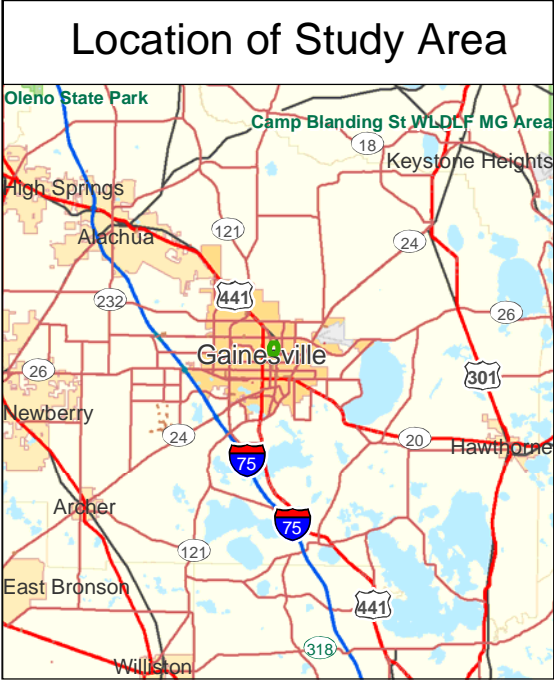 Location of Study Area
Oleno State Park
Camp Blanding St WLDLF MG Area
18
Keystone Heights
High Springs
121
Alachua
24
441
232
26
Gainesville
26
301
Newberry
24
20
Hawthorne
75
Archer
75
121
East Bronson
441
318
Williston